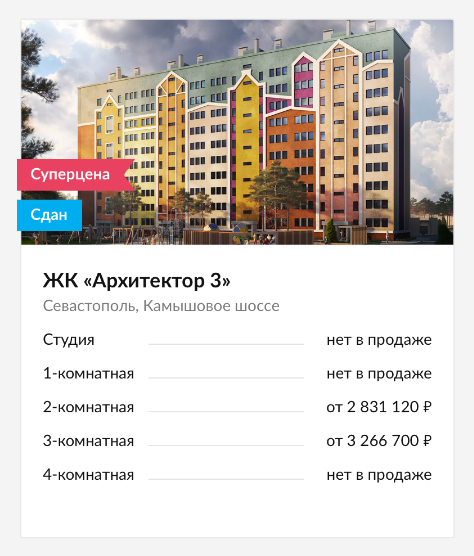 Суперцена
Сдан
ЖК «Архитектор 3»
Севастополь, Камышовое шоссе
Студия нет в продаже
1-комнатная нет в продаже
2-комнатная от 2 831 120 ₽
3-комнатная от 3 266 700 ₽
4-комнатная нет в продаже